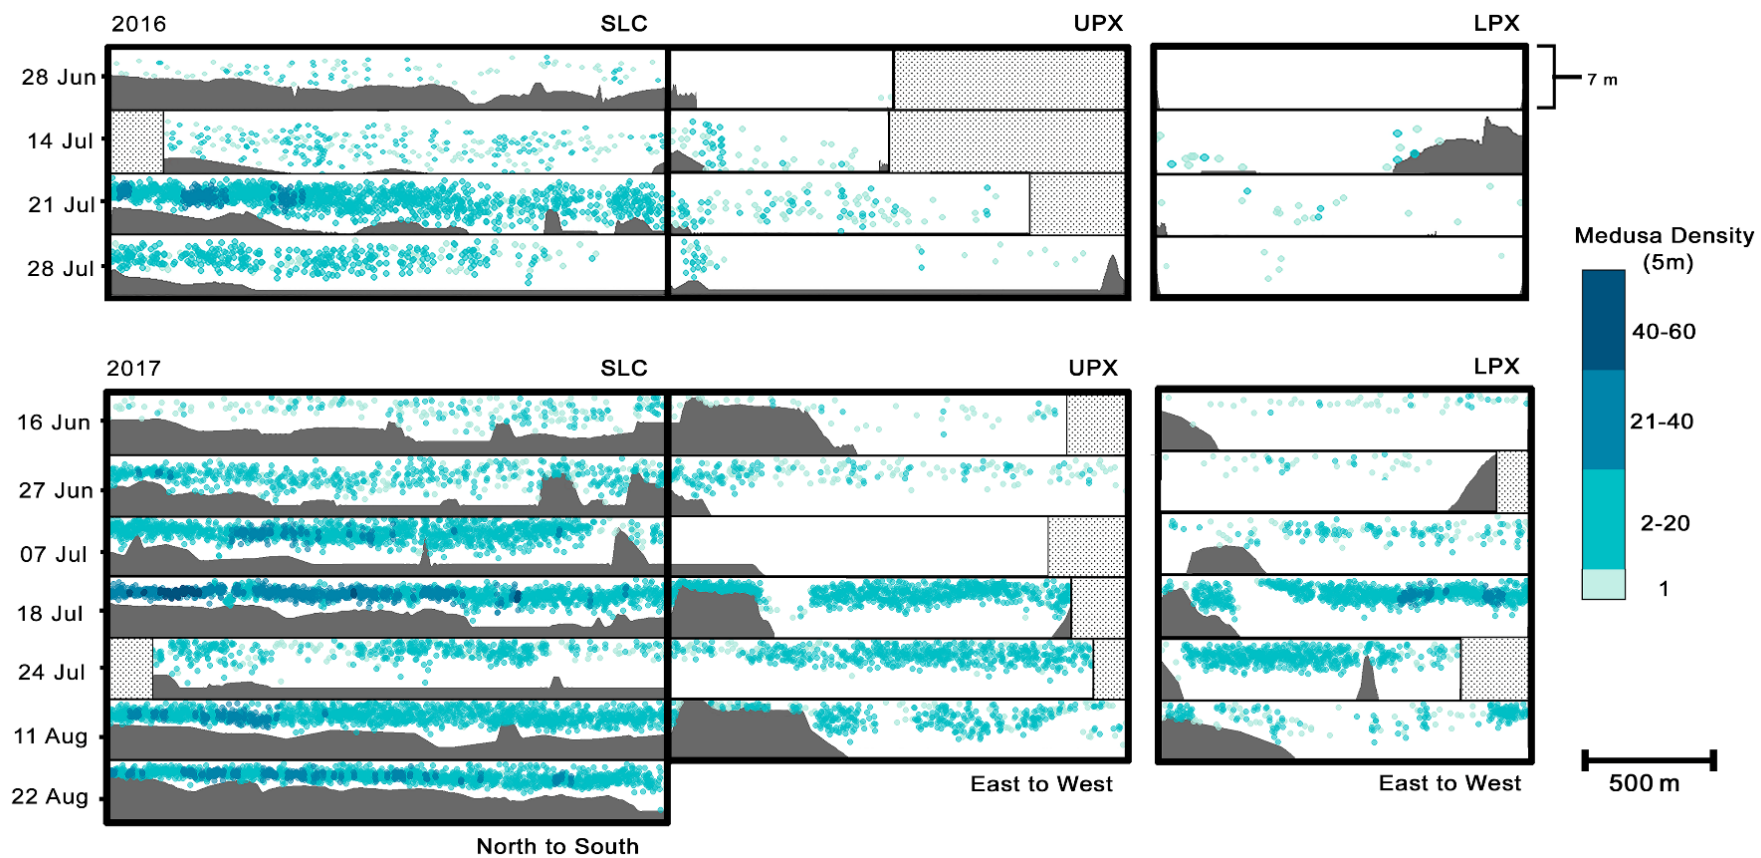 2016 SLC UPX LPX
28 Jun
7 m
14 Jul
21 Jul
28 Jul
Medusa Density
(5m)
40-60
21-40
2-20
1
2017 SLC UPX LPX
16 Jun
27 Jun
07 Jul
18 Jul
24 Jul
11 Aug
22 Aug
East to West
East to West
500 m
North to South